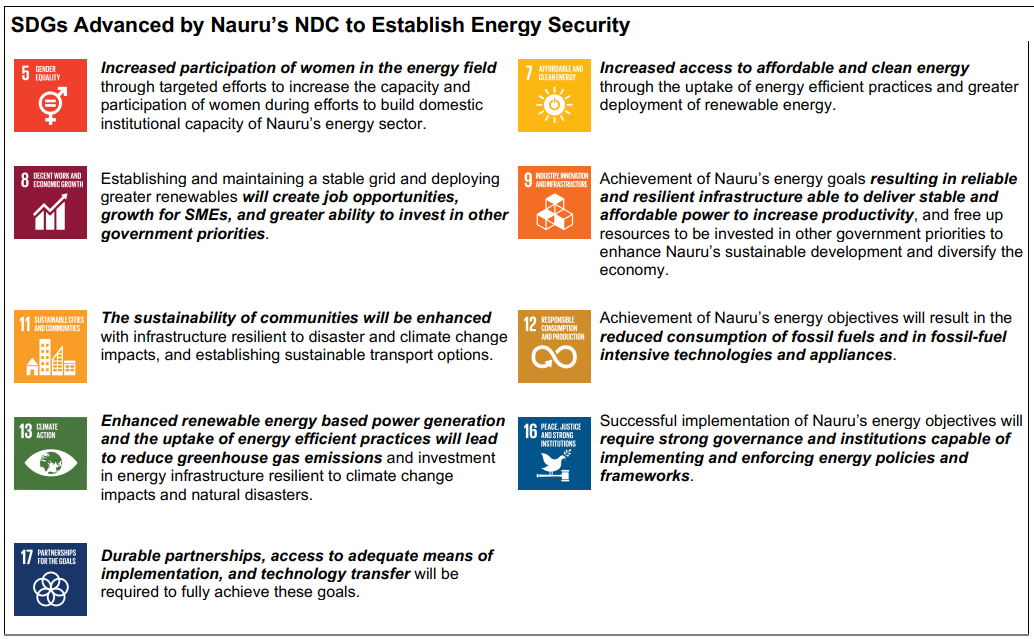 SDGs Advanced by Nauru’s NDC to Establish Energy Security
5 GENDER
EQUALITY
Increased participation of women in the energy field
through targeted efforts to increase the capacity and
participation of women during efforts to build domestic
institutional capacity of Nauru’s energy sector.
7 AFFORDABLE AND
CLEAN ENERGY
Increased access to affordable and clean energy
through the uptake of energy efficient practices and greater
deployment of renewable energy.
8 DECENT WORK AND
ECONOMIC GROWTH
Establishing and maintaining a stable grid and deploying
greater renewables will create job opportunities,
growth for SMEs, and greater ability to invest in other
government priorities.
9 INDUSTRY, INNOVATION
AND INFRASTRUCTURE
Achievement of Nauru’s energy goals resulting in reliable
and resilient infrastructure able to deliver stable and
affordable power to increase productivity, and free up
resources to be invested in other government priorities to
enhance Nauru’s sustainable development and diversify the
economy.
11 SUSTAINABLE CITIES
AND COMMUNITIES
The sustainability of communities will be enhanced
with infrastructure resilient to disaster and climate change
impacts, and establishing sustainable transport options.
12 RESPONSIBLE
CONSUMPTION
AND PRODUCTION
Achievement of Nauru’s energy objectives will result in the
reduced consumption of fossil fuels and in fossil-fuel
intensive technologies and appliances.
13 CLIMATE
ACTION
Enhanced renewable energy based power generation
and the uptake of energy efficient practices will lead
to reduce greenhouse gas emissions and investment
in energy infrastructure resilient to climate change
impacts and natural disasters.
16 PEACE, JUSTICE
AND STRONG
INSTITUTIONS
Successful implementation of Nauru’s energy objectives will
require strong governance and institutions capable of
implementing and enforcing energy policies and
frameworks.
17 PARTNERSHIPS
FOR THE GOALS
Durable partnerships, access to adequate means of
implementation, and technology transfer will be
required to fully achieve these goals.